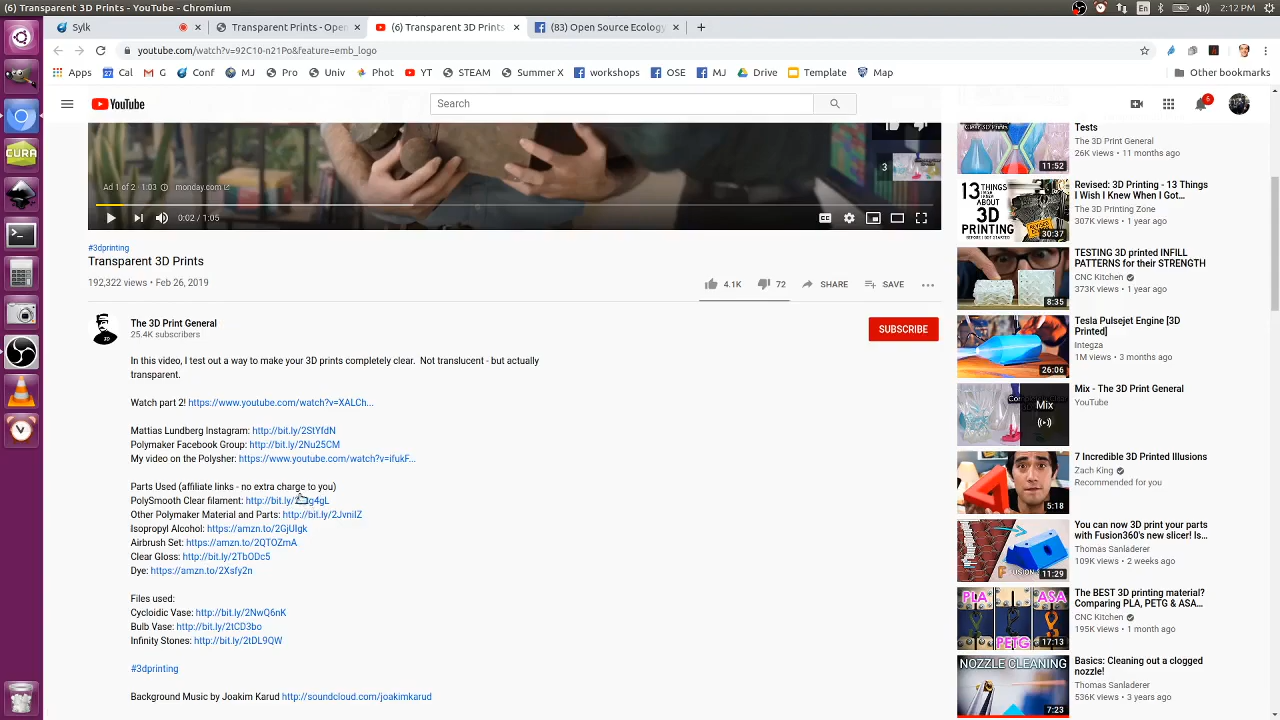 (6) Transparent 3D Prints - YouTube - Chromium
En
2:12 PM
Sylk
Transparent Prints - Open
(6) Transparent 3D Prints
(83) Open Source Ecology
youtube.com/watch?v=92C10-n21Po&feature=emb_logo
Apps
Cal
G
Conf
MJ
Pro
Univ
Phot
YT
STEAM
Summer X
workshops
OSE
MJ
Drive
Template
Map
Other bookmarks
YouTube
Search
6
Ad 1 of 2 · 1:03
monday.com
0:02 / 1:05
3
#3dprinting
Transparent 3D Prints
192,322 views • Feb 26, 2019
4.1K
72
SHARE
SAVE
The 3D Print General
25.4K subscribers
SUBSCRIBE
In this video, I test out a way to make your 3D prints completely clear. Not translucent - but actually
transparent.
Watch part 2! https://www.youtube.com/watch?v=XALCh...
Mattias Lundberg Instagram: http://bit.ly/2StYfdN
Polymaker Facebook Group: http://bit.ly/2Nu25CM
My video on the Polysher: https://www.youtube.com/watch?v=ifukF...
Parts Used (affiliate links - no extra charge to you)
PolySmooth Clear filament:
Other Polymaker Material and Parts: http://bit.ly/2JvnilZ
Isopropyl Alcohol: https://amzn.to/2GjUlgk
Airbrush Set: https://amzn.to/2QTOZmA
Clear Gloss: http://bit.ly/2TbODc5
Dye: https://amzn.to/2Xsfy2n
Files used:
Cycloidic Vase: http://bit.ly/2NwQ6nK
Bulb Vase: http://bit.ly/2tCD3bo
Infinity Stones: http://bit.ly/2tDL9QW
#3dprinting
Background Music by Joakim Karud http://soundcloud.com/joakimkarud
Clear 3D Prints
11:52
Tests
The 3D Print General
26K views • 11 months ago
13 THINGS
ABOUT
3D
PRINTING
30:37
Revised: 3D Printing - 13 Things
I Wish I Knew When I Got...
The 3D Printing Zone
307K views • 1 year ago
8:35
TESTING 3D printed INFILL
PATTERNS for their STRENGTH
CNC Kitchen
373K views • 1 year ago
26:06
Tesla Pulsejet Engine [3D
Printed]
Integza
1M views • 3 months ago
Mix
Mix - The 3D Print General
YouTube
5:18
7 Incredible 3D Printed Illusions
Zach King
Recommended for you
11:29
You can now 3D print your parts
with Fusion360's new slicer! Is...
Thomas Sanladerer
109K views • 2 weeks ago
PLA
ASA
PETG
17:13
The BEST 3D printing material?
Comparing PLA, PETG & ASA...
CNC Kitchen
195K views • 1 month ago
NOZZLE CLEANING
7:23
Basics: Cleaning out a clogged
nozzle!
Thomas Sanladerer
536K views • 3 years ago
CURA